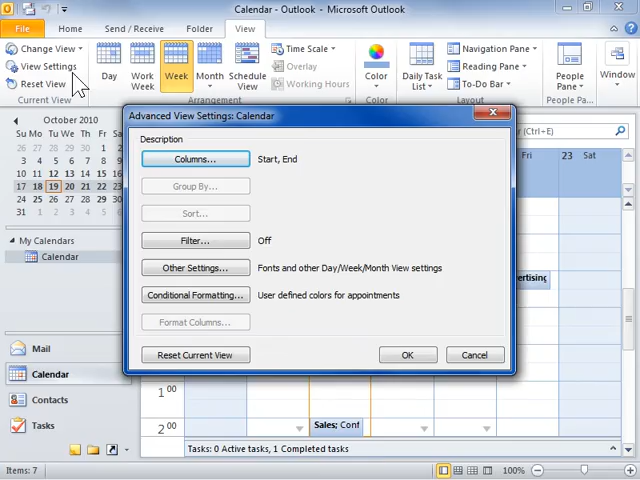 Calendar - Outlook - Microsoft Outlook
File Home Send / Receive Folder View
Change View
View Settings
Reset View
Current View
Day
Work Week
Week
Month
Schedule View
Time Scale
Working Hours
Arrangement
Color
Daily Task List
Navigation Pane
Reading Pane
To-Do Bar
People Pane
People Pa...
Window
Advanced View Settings: Calendar
Description
Columns... Start, End
Group By...
Sort...
Filter... Off
Other Settings... Fonts and other Day/Week/Month View settings
Conditional Formatting... User defined colors for appointments
Format Columns...
Reset Current View OK Cancel
October 2010
Su Mo Tu We Th Fr Sa
26 27 28 29 30 1 2
3 4 5 6 7 8 9
10 11 12 13 14 15 16
17 18 19 20 21 22 23
24 25 26 27 28 29 30
31 1 2 3 4 5 6
My Calendars
Calendar
Mail
Calendar
Contacts
Tasks
(Ctrl+E)
Fri 23 Sat
1 00
2 00
Sales; Conf
Tasks: 0 Active tasks, 1 Completed tasks
Items: 7
100%